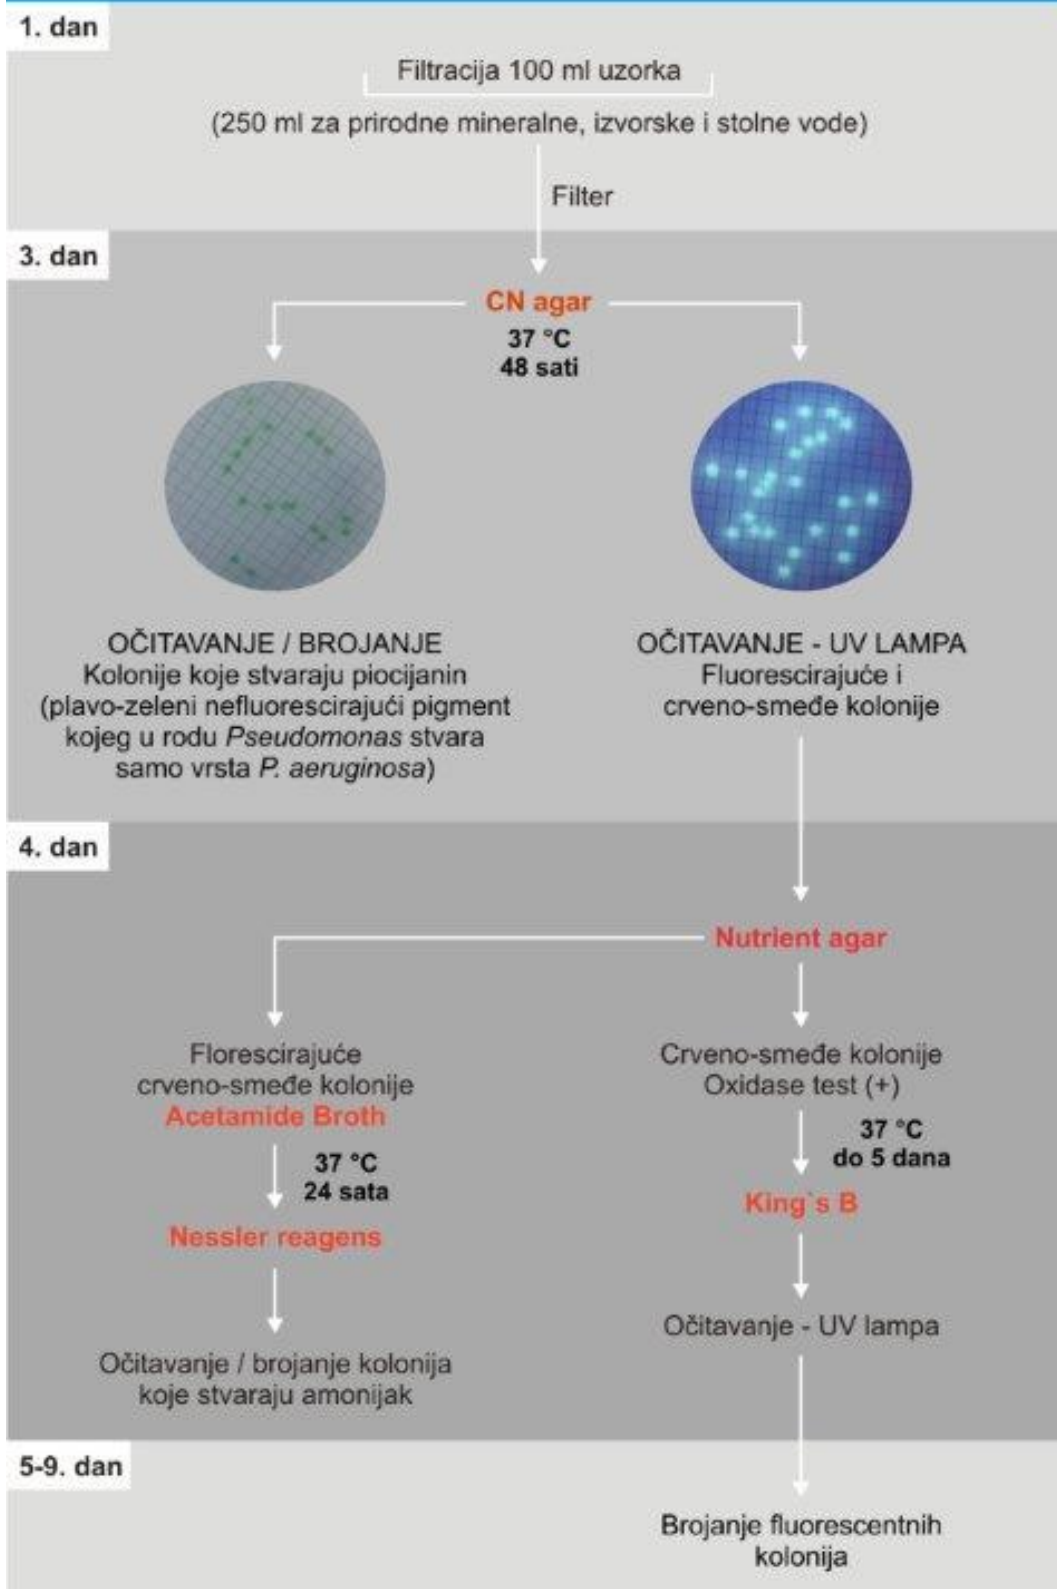 1. dan
Filtracija 100 ml uzorka
(250 ml za prirodne mineralne, izvorske i stolne vode)
Filter
3. dan
CN agar
37 °C
48 sati
OČITAVANJE / BROJANJE
Kolonije koje stvaraju piocijanin
(plavo-zeleni nefluorescirajući pigment
kojeg u rodu Pseudomonas stvara
samo vrsta P. aeruginosa)
OČITAVANJE - UV LAMPA
Fluorescirajuće i
crveno-smeđe kolonije
4. dan
Nutrient agar
Florescirajuće
crveno-smeđe kolonije
Acetamide Broth
37 °C
24 sata
Nessler reagens
Očitavanje / brojanje kolonija
koje stvaraju amonijak
Crveno-smeđe kolonije
Oxidase test (+)
37 °C
do 5 dana
King`s B
Očitavanje - UV lampa
5-9. dan
Brojanje fluorescentnih
kolonija